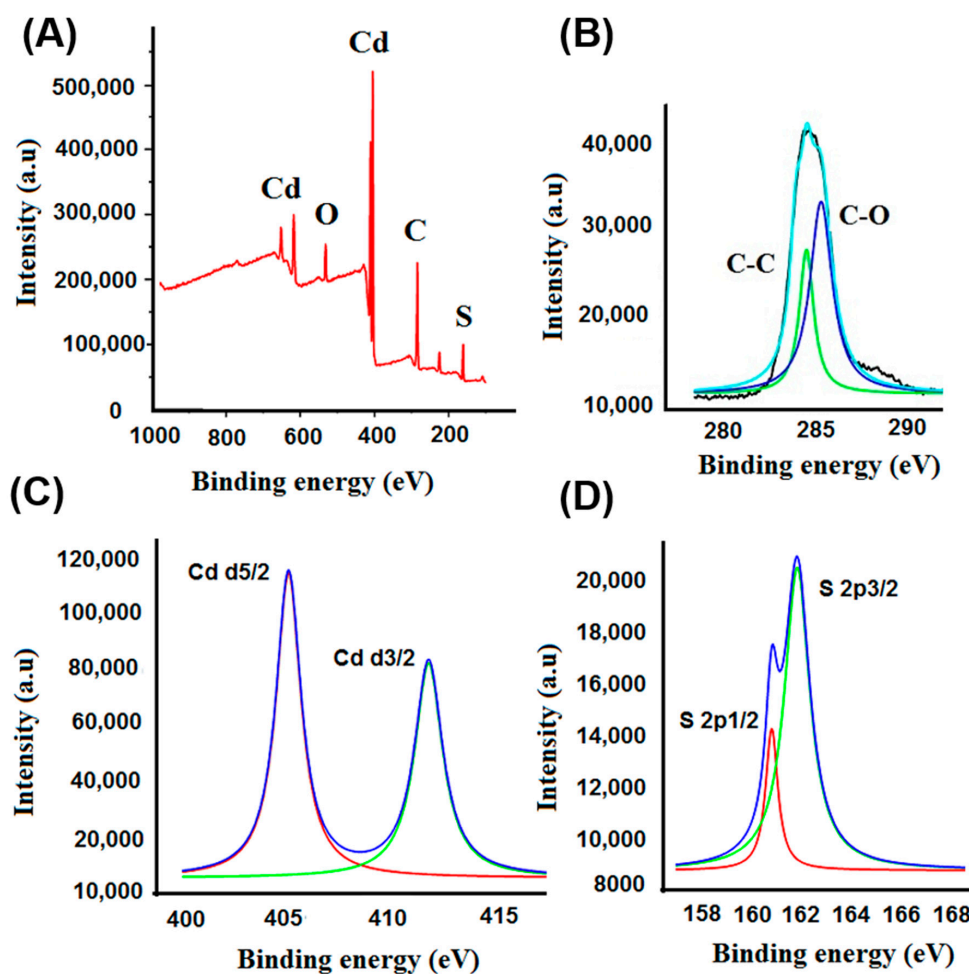 (A)
Cd
500,000
400,000
300,000
200,000
100,000
0
Intensity (a.u)
Cd
O
C
S
1000 800 600 400 200
Binding energy (eV)
(B)
40,000
30,000
20,000
10,000
Intensity (a.u)
C-O
C-C
280 285 290
Binding energy (eV)
(C)
120,000
100,000
80,000
60,000
40,000
20,000
10,000
Intensity (a.u)
Cd d5/2
Cd d3/2
400 405 410 415
Binding energy (eV)
(D)
20,000
18,000
16,000
14,000
12,000
10,000
8000
Intensity (a.u)
S 2p3/2
S 2p1/2
158 160 162 164 166 168
Binding energy (eV)